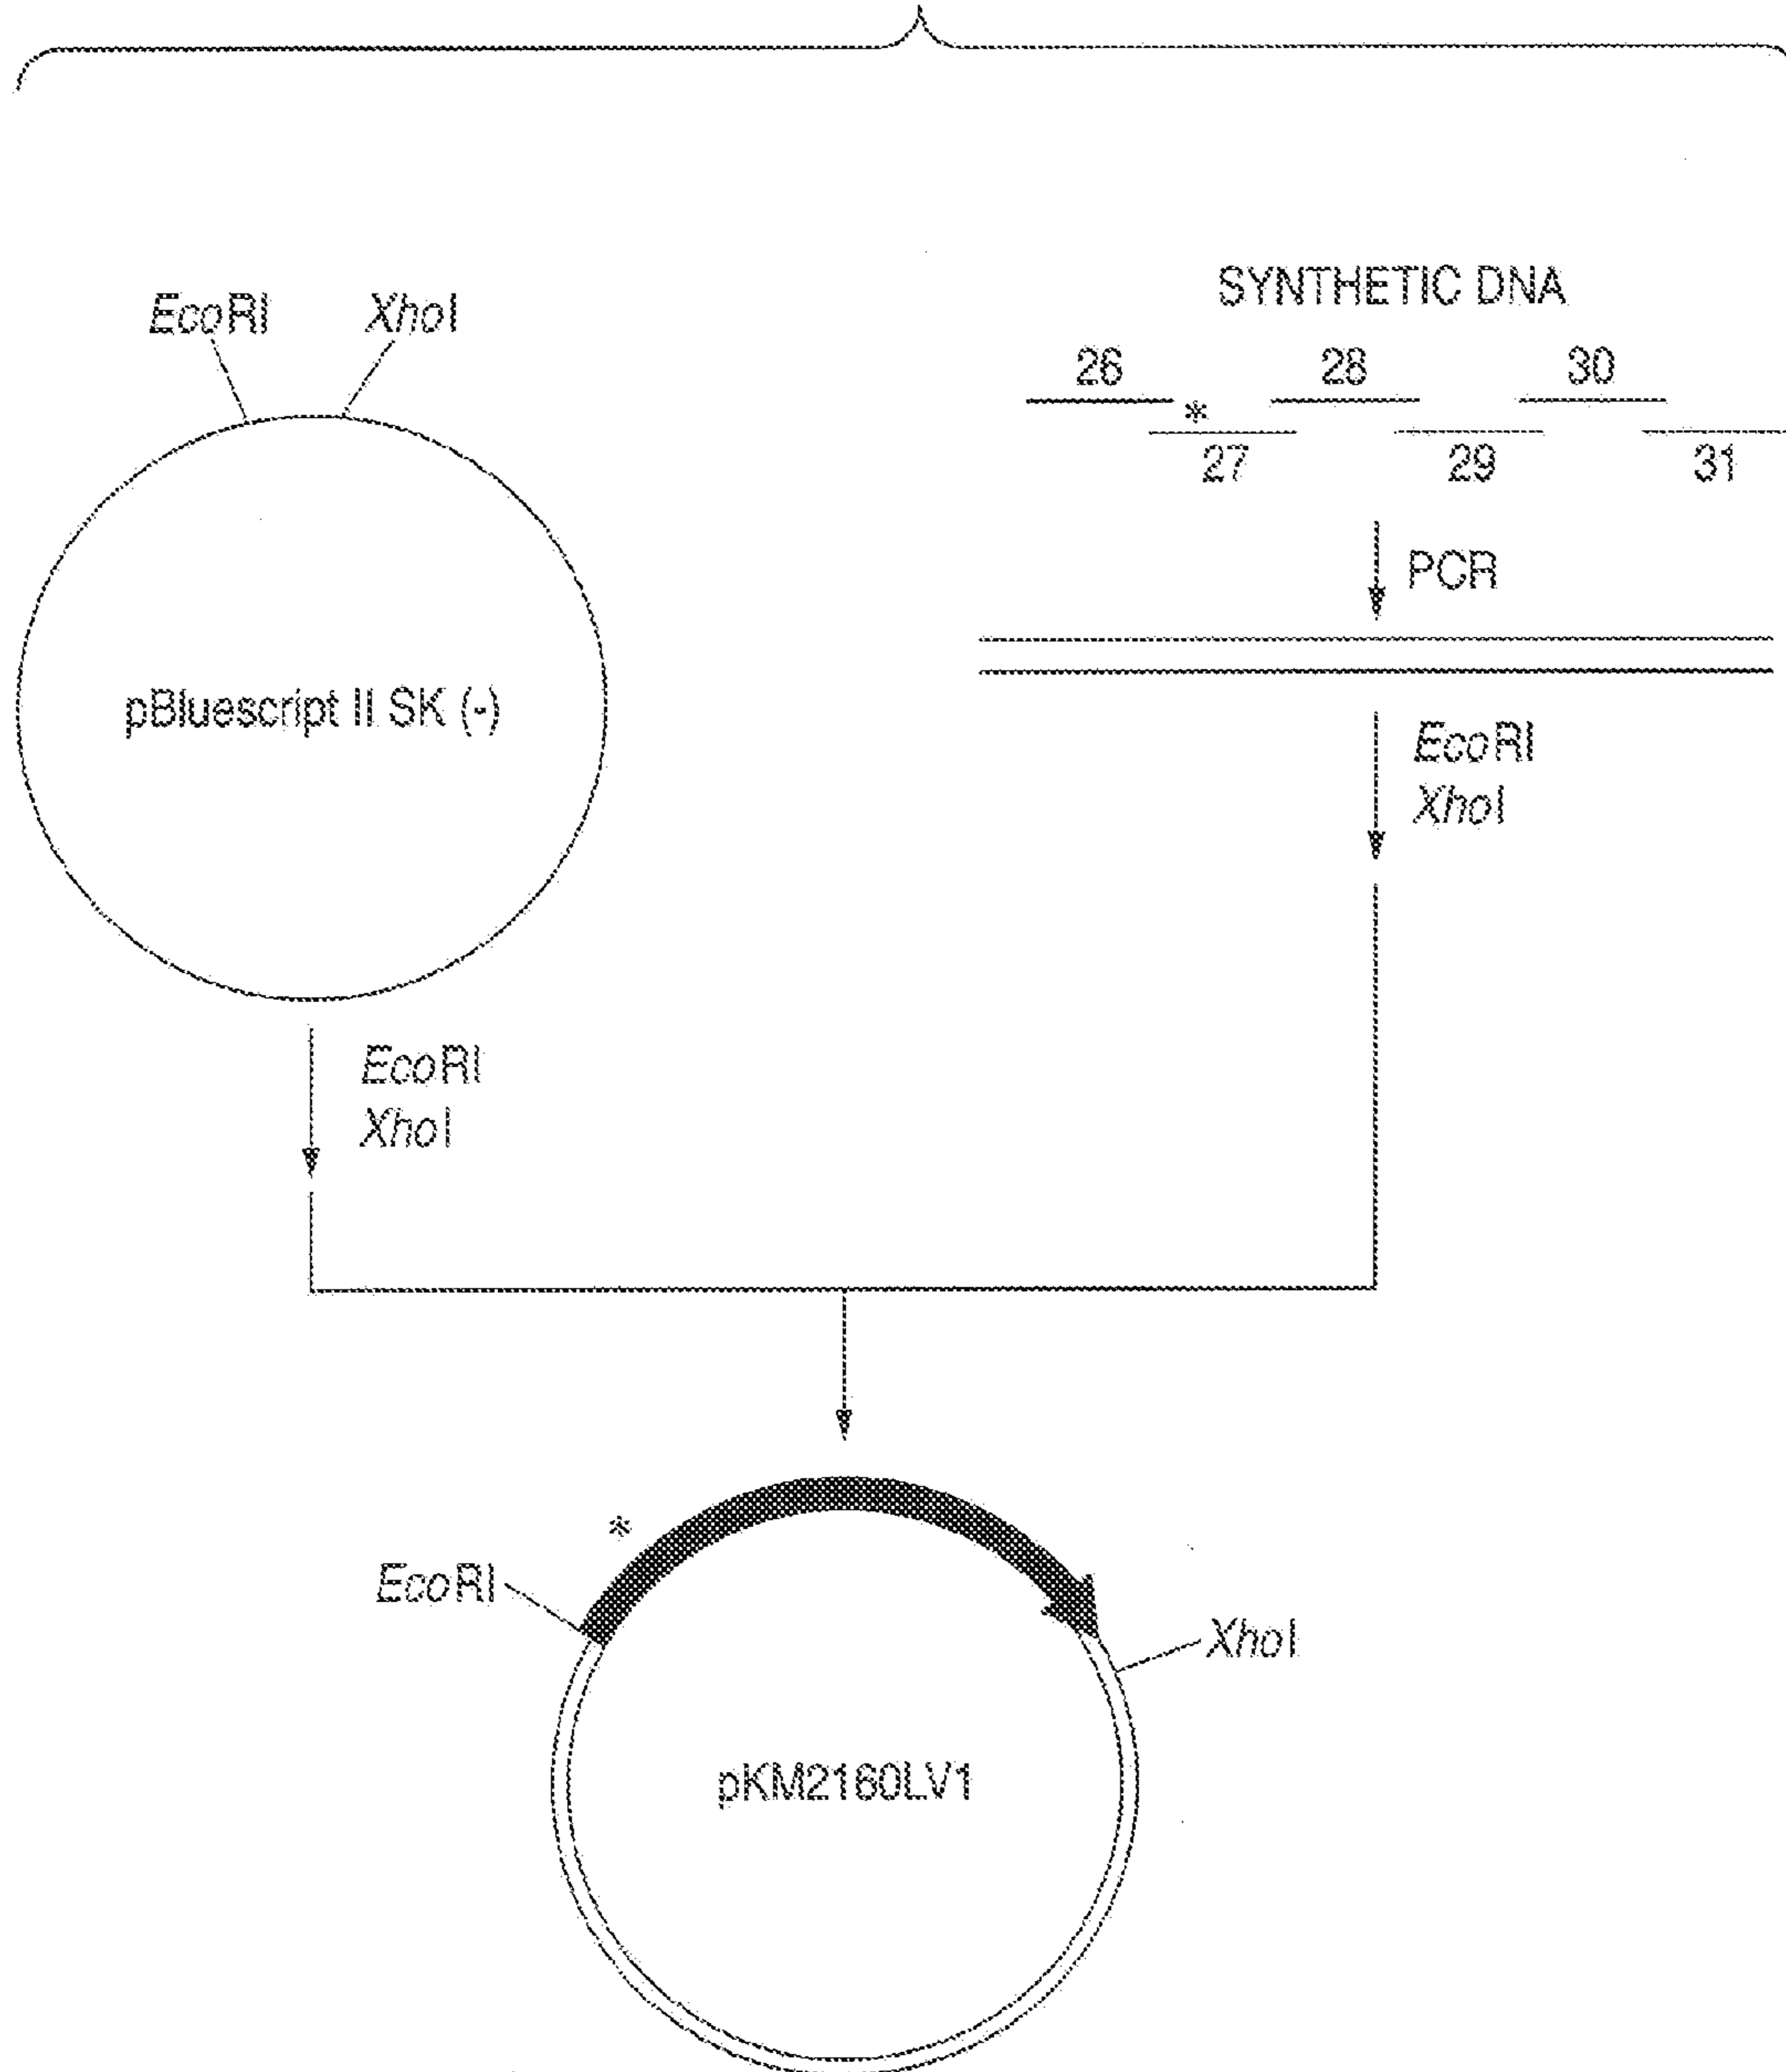 EcoRI XhoI
pBluescript II SK (-)
EcoRI
XhoI
SYNTHETIC DNA
26 28 30
*
27 29 31
PCR
EcoRI
XhoI
*
EcoRI
XhoI
pKM2160LV1